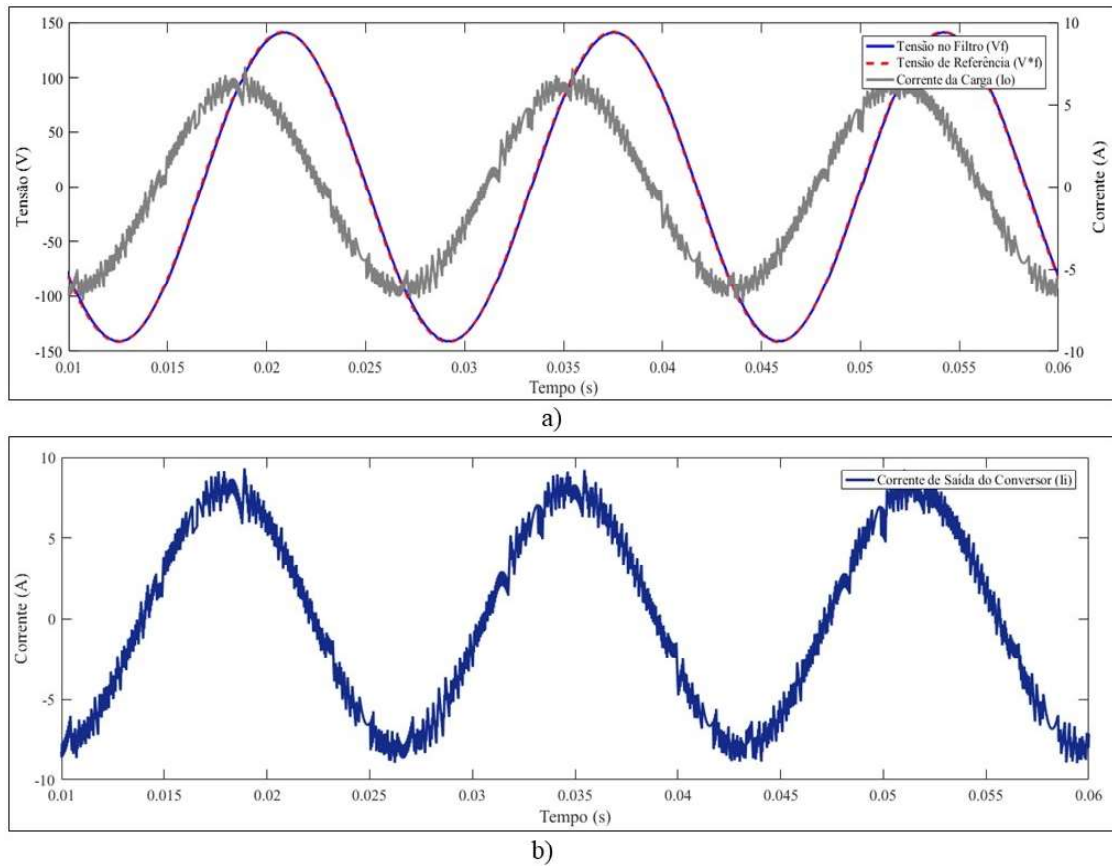 150
100
50
0
-50
-100
-150
Tensão (V)
10
5
0
-5
-10
Corrente (A)
Tensão no Filtro (Vf)
Tensão de Referência (V*f)
Corrente da Carga (Io)
0.01 0.015 0.02 0.025 0.03 0.035 0.04 0.045 0.05 0.055 0.06
Tempo (s)
a)
10
5
0
-5
-10
Corrente (A)
Corrente de Saída do Conversor (Ii)
0.01 0.015 0.02 0.025 0.03 0.035 0.04 0.045 0.05 0.055 0.06
Tempo (s)
b)